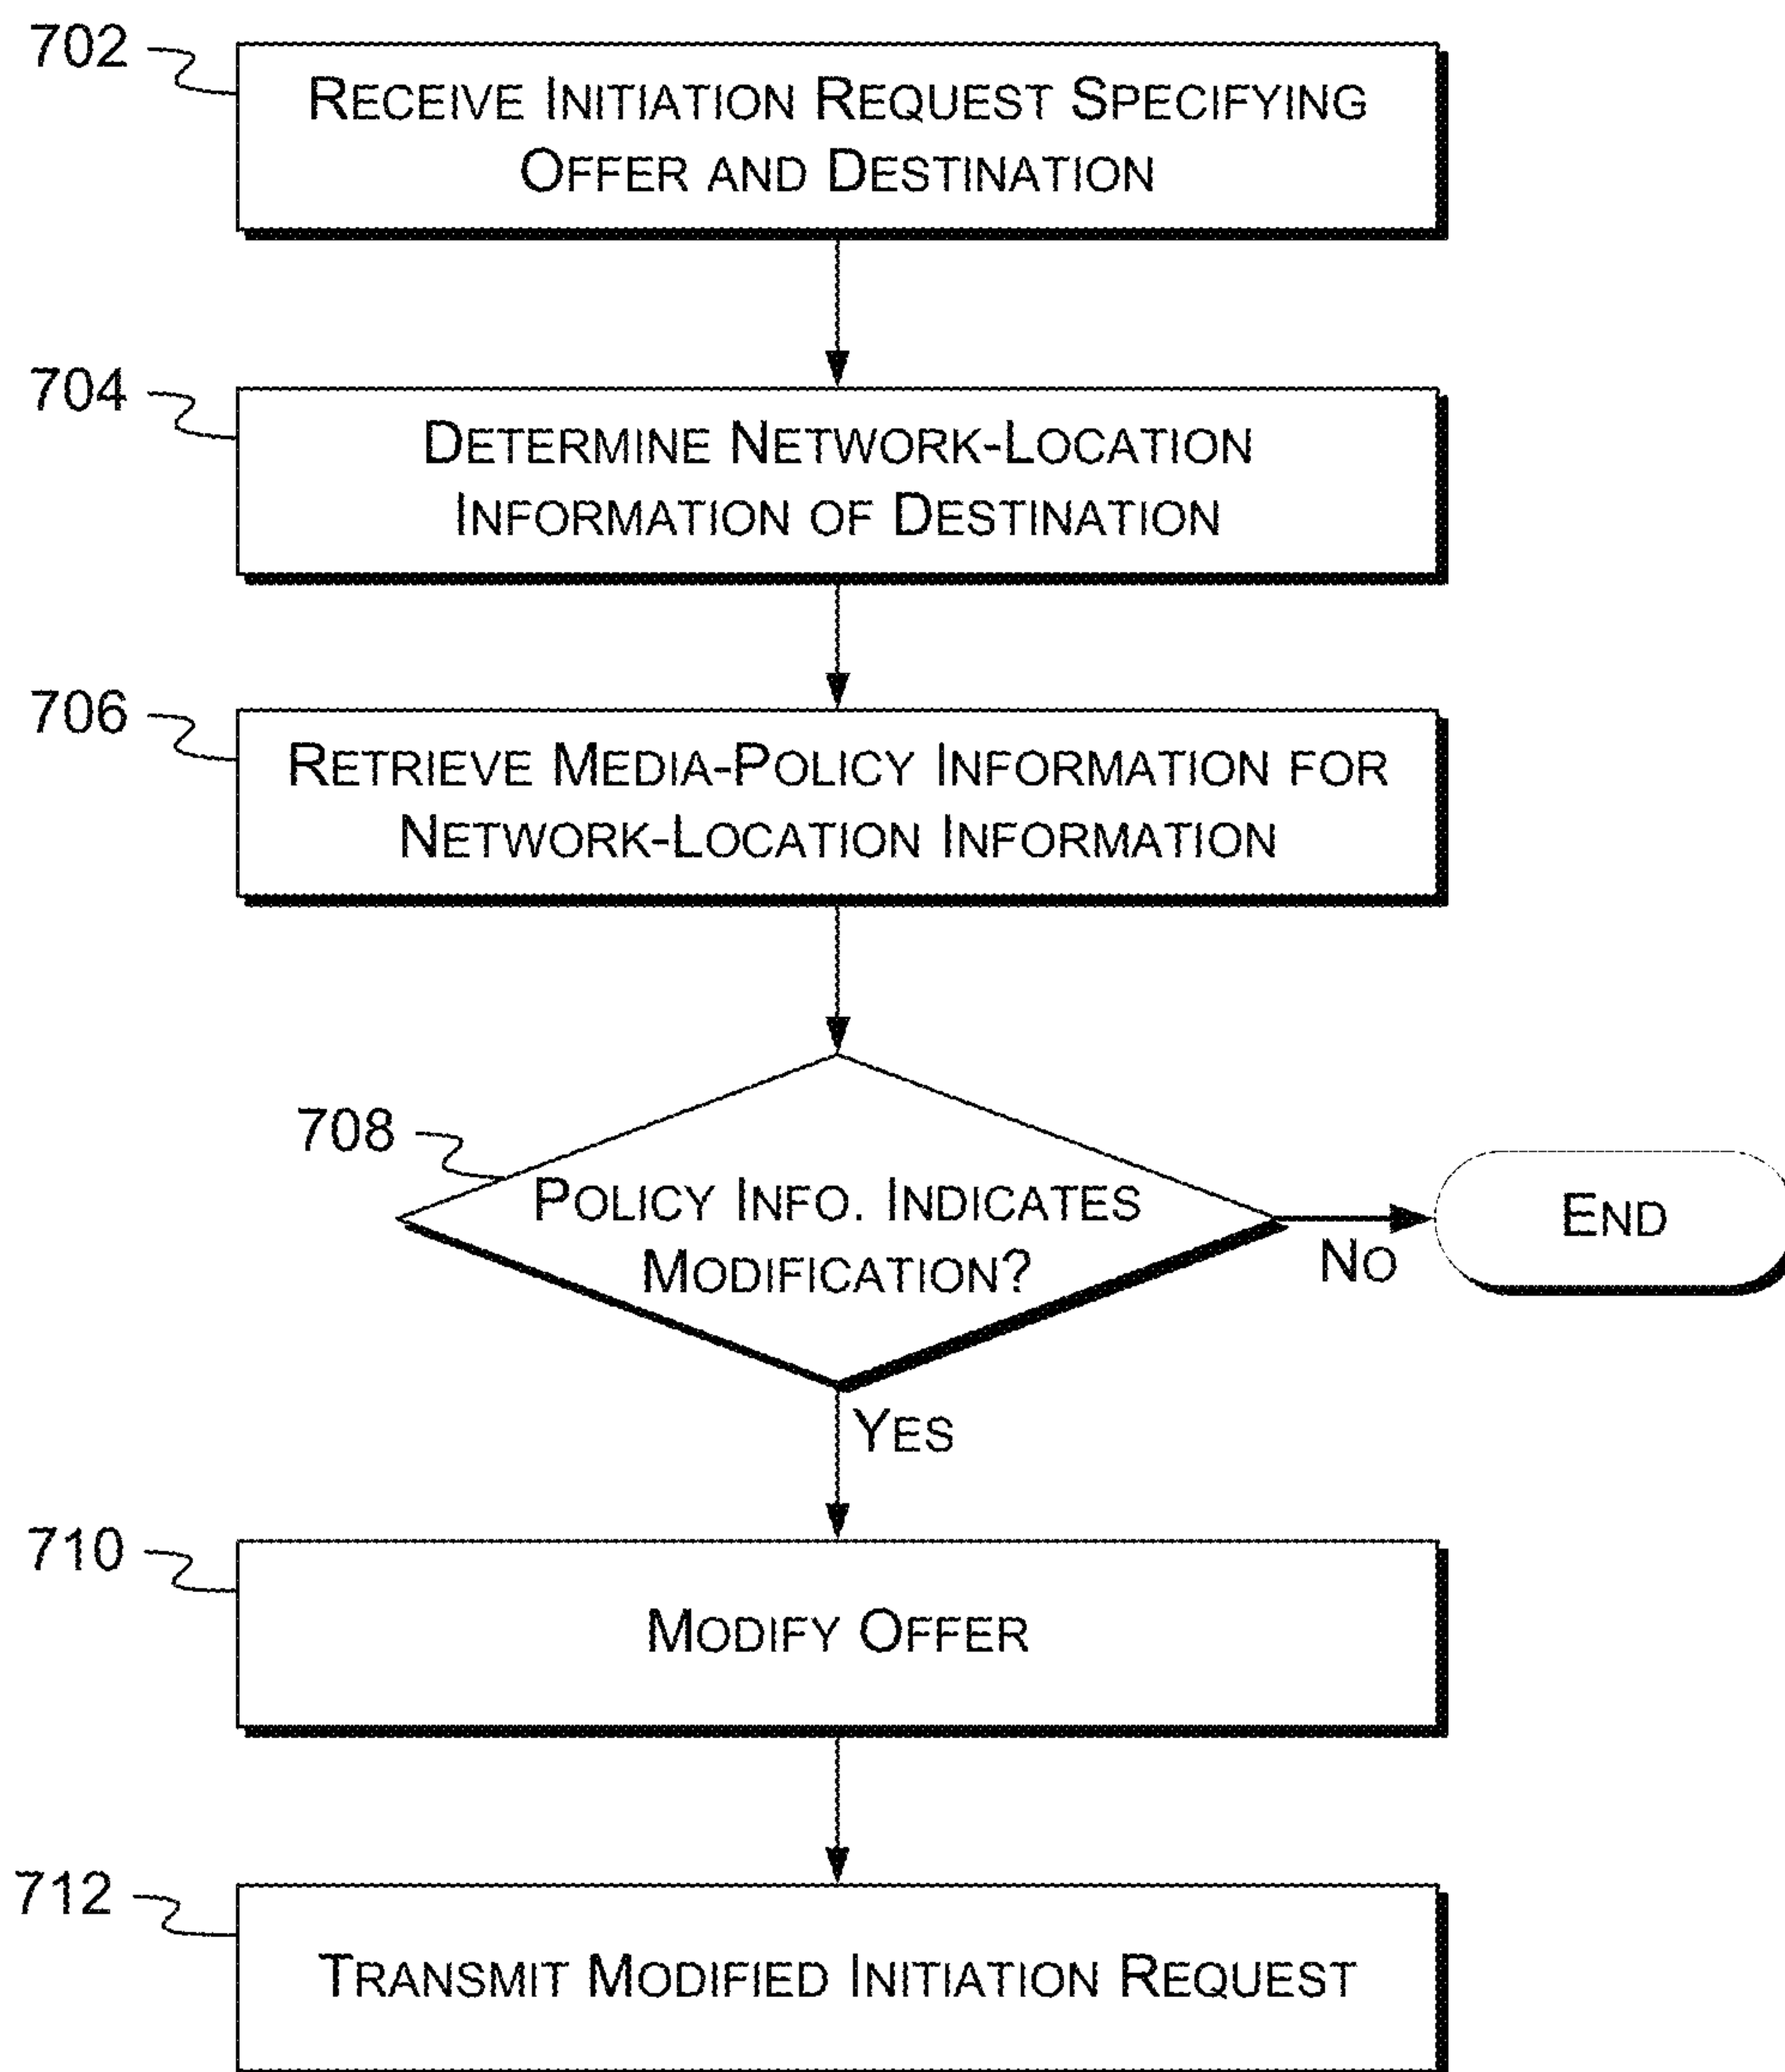 702
RECEIVE INITIATION REQUEST SPECIFYING
OFFER AND DESTINATION
704
DETERMINE NETWORK-LOCATION
INFORMATION OF DESTINATION
706
RETRIEVE MEDIA-POLICY INFORMATION FOR
NETWORK-LOCATION INFORMATION
708
POLICY INFO. INDICATES
MODIFICATION?
NO
END
YES
710
MODIFY OFFER
712
TRANSMIT MODIFIED INITIATION REQUEST